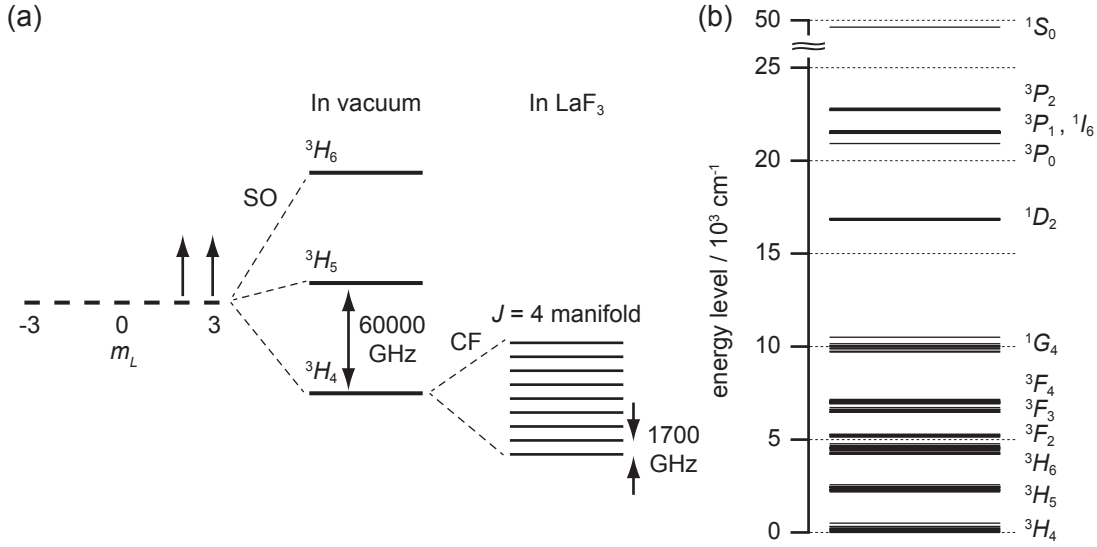 (a)
In vacuum
In LaF3
³H₆
SO
³H₅
-3
0
3
mL
60000
GHz
³H₄
CF
J = 4 manifold
1700
GHz
(b)
energy level / 10³ cm⁻¹
50
25
20
15
10
5
0
¹S₀
³P₂
³P₁ , ¹I₆
³P₀
¹D₂
¹G₄
³F₄
³F₃
³F₂
³H₆
³H₅
³H₄